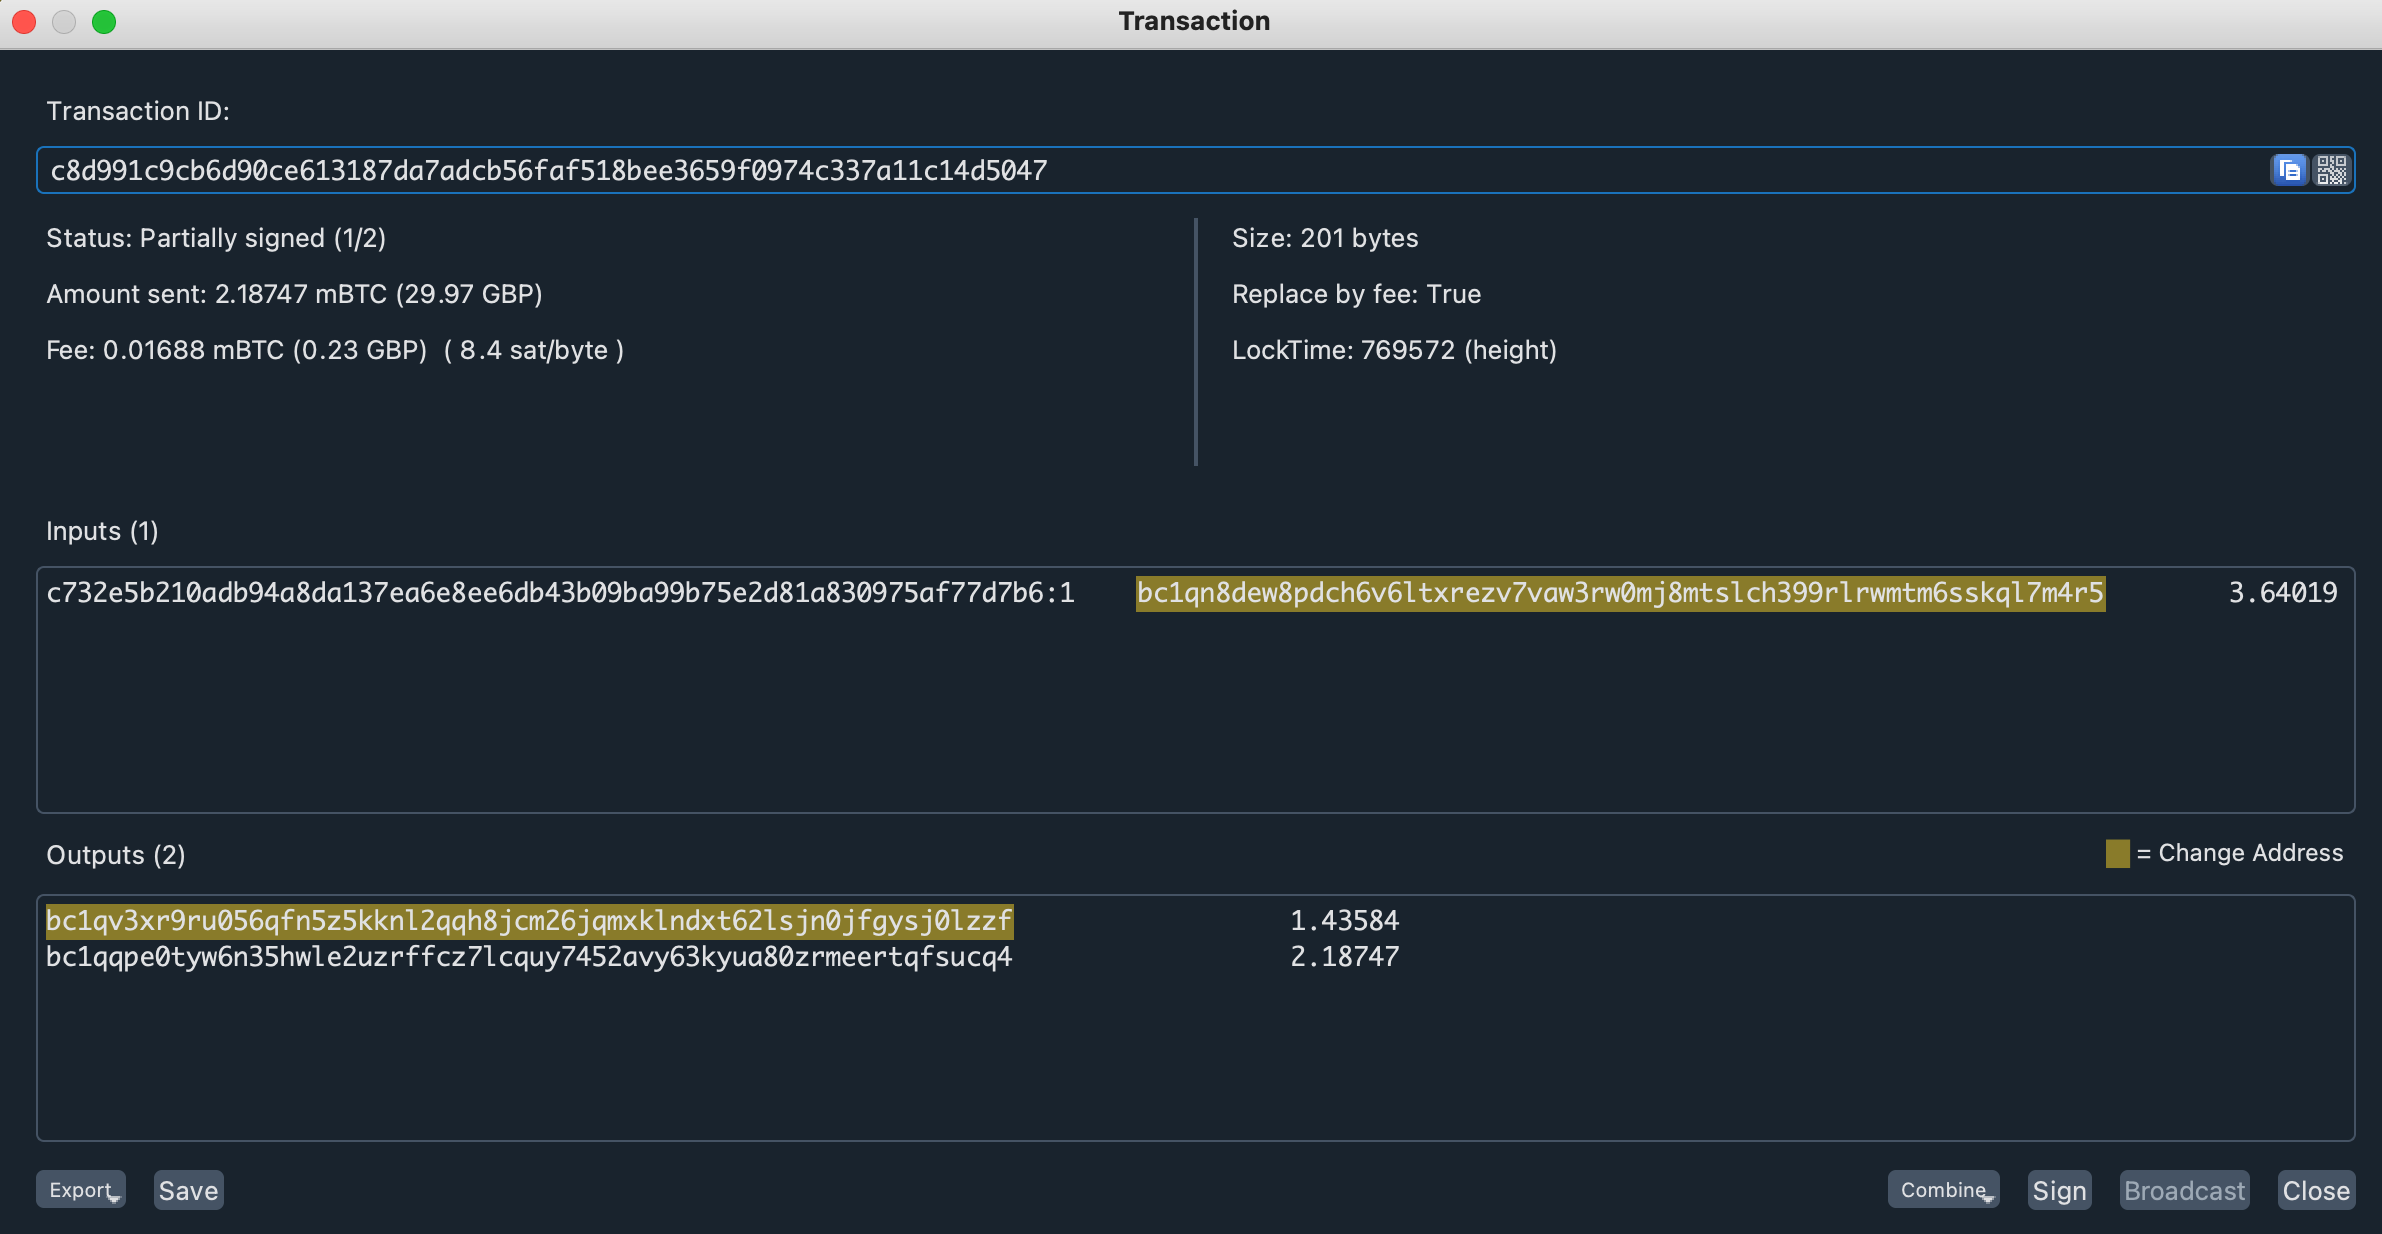 Transaction
Transaction ID:
c8d991c9cb6d90ce613187da7adcb56faf518bee3659f0974c337a11c14d5047
Status: Partially signed (1/2)
Amount sent: 2.18747 mBTC (29.97 GBP)
Fee: 0.01688 mBTC (0.23 GBP) ( 8.4 sat/byte )
Size: 201 bytes
Replace by fee: True
LockTime: 769572 (height)
Inputs (1)
c732e5b210adb94a8da137ea6e8ee6db43b09ba99b75e2d81a830975af77d7b6:1 bc1qn8dew8pdch6v6ltxrezv7vaw3rw0mj8mtslch399rlrwmtm6sskql7m4r5 3.64019
Outputs (2)
= Change Address
bc1qv3xr9ru056qfn5z5kknl2qqh8jcm26jqmxklndxt62lsjn0jfgysj0lzzf 1.43584
bc1qqpe0tyw6n35hwle2uzrffcz7lcquy7452avy63kyua80zrmeertqfsucq4 2.18747
Export Save Combine Sign Broadcast Close